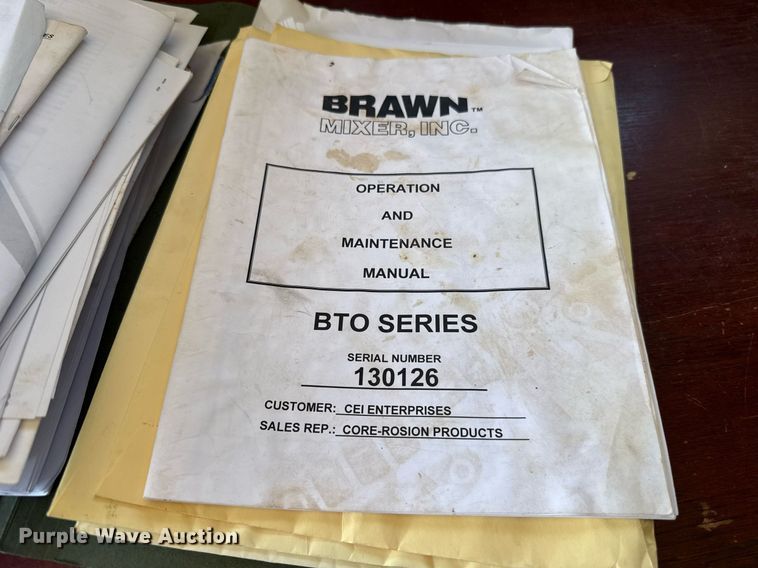 BRAWN™
MIXER, INC.
OPERATION
AND
MAINTENANCE
MANUAL
BTO SERIES
SERIAL NUMBER
130126
CUSTOMER: CEI ENTERPRISES
SALES REP.: CORE-ROSION PRODUCTS
Purple Wave Auction